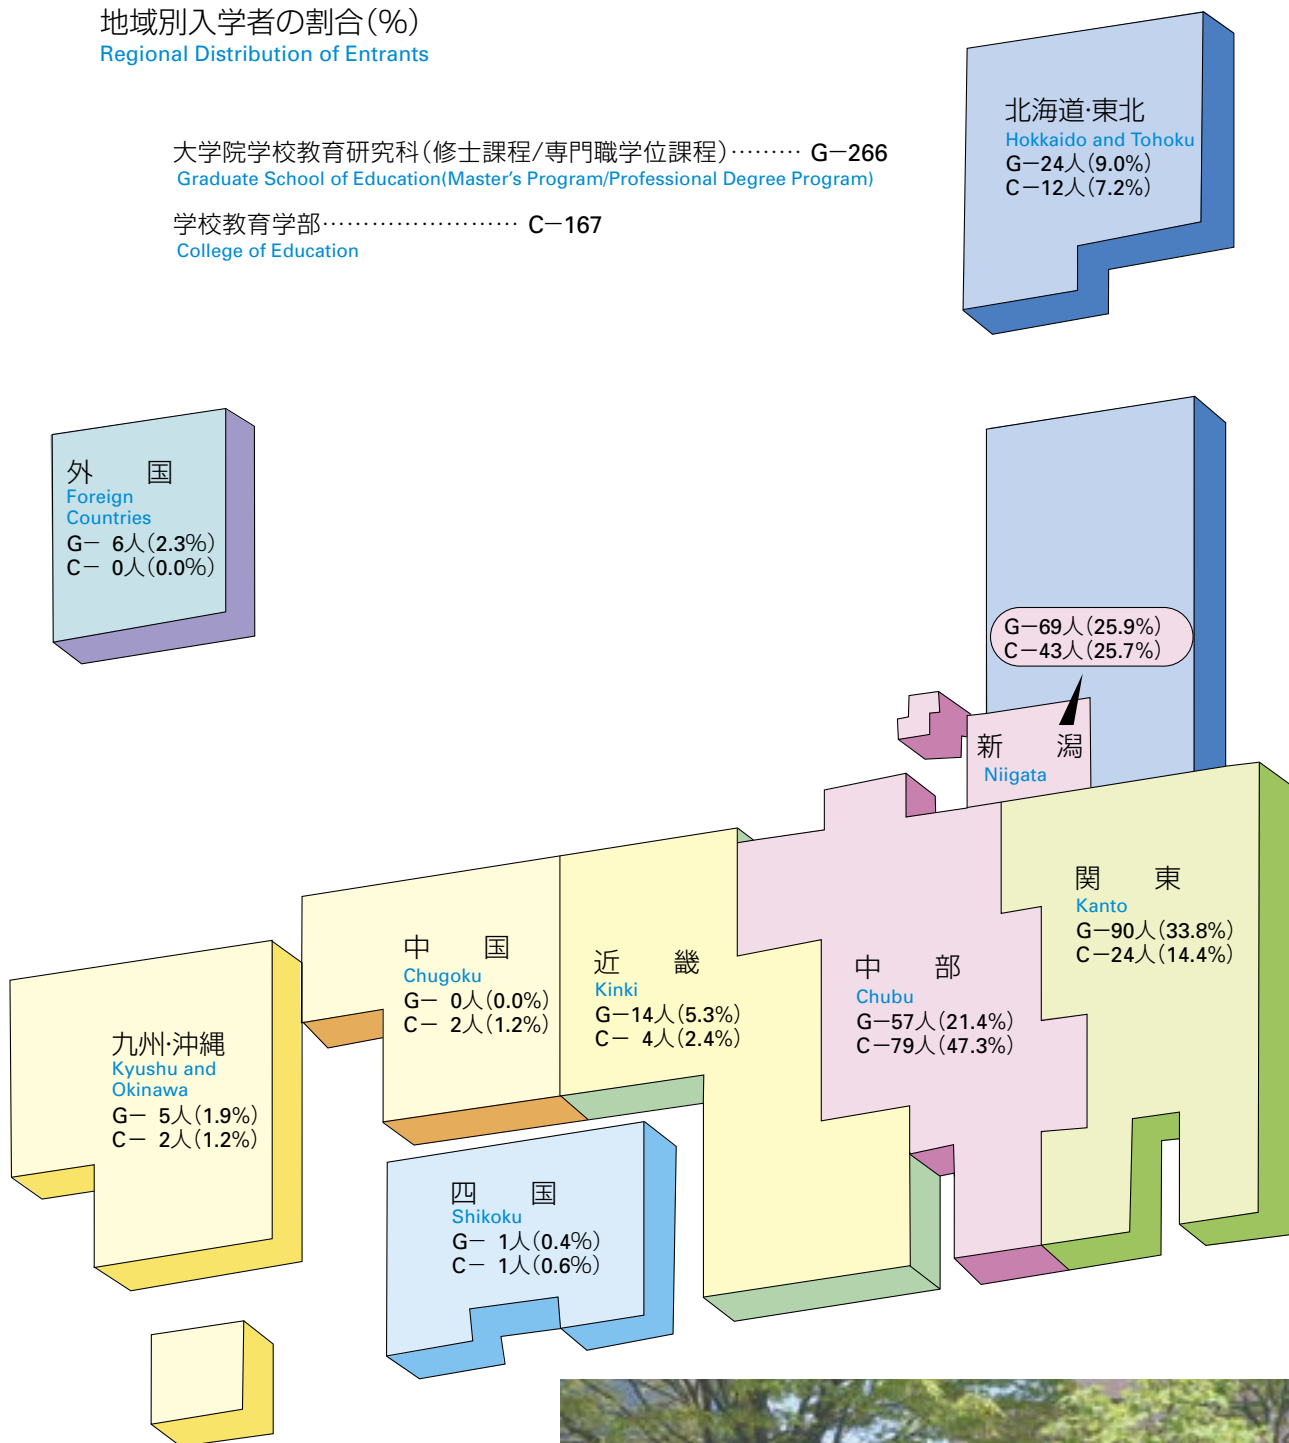 地域別入学者の割合(%)
Regional Distribution of Entrants
大学院学校教育研究科(修士課程/専門職学位課程)……… G−266
Graduate School of Education(Master's Program/Professional Degree Program)
学校教育学部…………………… C−167
College of Education
北海道・東北
Hokkaido and Tohoku
G−24人(9.0%)
C−12人(7.2%)
外 国
Foreign
Countries
G− 6人(2.3%)
C− 0人(0.0%)
G−69人(25.9%)
C−43人(25.7%)
新 潟
Niigata
関 東
Kanto
G−90人(33.8%)
C−24人(14.4%)
中 部
Chubu
G−57人(21.4%)
C−79人(47.3%)
近 畿
Kinki
G−14人(5.3%)
C− 4人(2.4%)
中 国
Chugoku
G− 0人(0.0%)
C− 2人(1.2%)
九州・沖縄
Kyushu and
Okinawa
G− 5人(1.9%)
C− 2人(1.2%)
四 国
Shikoku
G− 1人(0.4%)
C− 1人(0.6%)